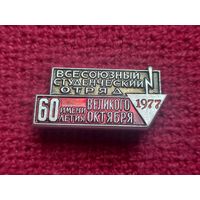 ВСЕСОЮЗНЫЙ
СТУДЕНЧЕСКИЙ
ОТРЯД
60 ИМЕНИ ВЕЛИКОГО 1977
ЛЕТИЯ ОКТЯБРЯ